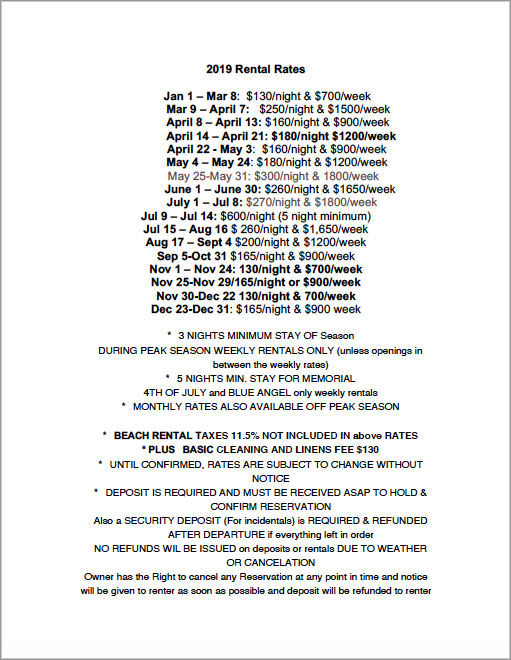 2019 Rental Rates
Jan 1 – Mar 8:  $130/night & $700/week
Mar 9 – April 7:   $250/night & $1500/week
April 8 – April 13: $160/night & $900/week
April 14 – April 21: $180/night $1200/week
April 22 - May 3:  $160/night & $900/week
May 4 – May 24: $180/night & $1200/week
May 25-May 31: $300/night & 1800/week
June 1 – June 30: $260/night & $1650/week
July 1 – Jul 8: $270/night & $1800/week
Jul 9 – Jul 14: $600/night (5 night minimum)
Jul 15 – Aug 16 $ 260/night & $1,650/week
Aug 17 – Sept 4 $200/night & $1200/week
Sep 5-Oct 31 $165/night & $900/week
Nov 1 – Nov 24: 130/night & $700/week
Nov 25-Nov 29/165/night or $900/week
Nov 30-Dec 22 130/night & 700/week
Dec 23-Dec 31: $165/night & $900 week
* 3 NIGHTS MINIMUM STAY OF Season
DURING PEAK SEASON WEEKLY RENTALS ONLY (unless openings in
between the weekly rates)
* 5 NIGHTS MIN. STAY FOR MEMORIAL
4TH OF JULY and BLUE ANGEL only weekly rentals
* MONTHLY RATES ALSO AVAILABLE OFF PEAK SEASON
* BEACH RENTAL TAXES 11.5% NOT INCLUDED IN above RATES
* PLUS  BASIC CLEANING AND LINENS FEE $130
* UNTIL CONFIRMED, RATES ARE SUBJECT TO CHANGE WITHOUT
NOTICE
* DEPOSIT IS REQUIRED AND MUST BE RECEIVED ASAP TO HOLD &
CONFIRM RESERVATION
Also a SECURITY DEPOSIT (For incidentals) is REQUIRED & REFUNDED
AFTER DEPARTURE if everything left in order
NO REFUNDS WIL BE ISSUED on deposits or rentals DUE TO WEATHER
OR CANCELATION
Owner has the Right to cancel any Reservation at any point in time and notice
will be given to renter as soon as possible and deposit will be refunded to renter